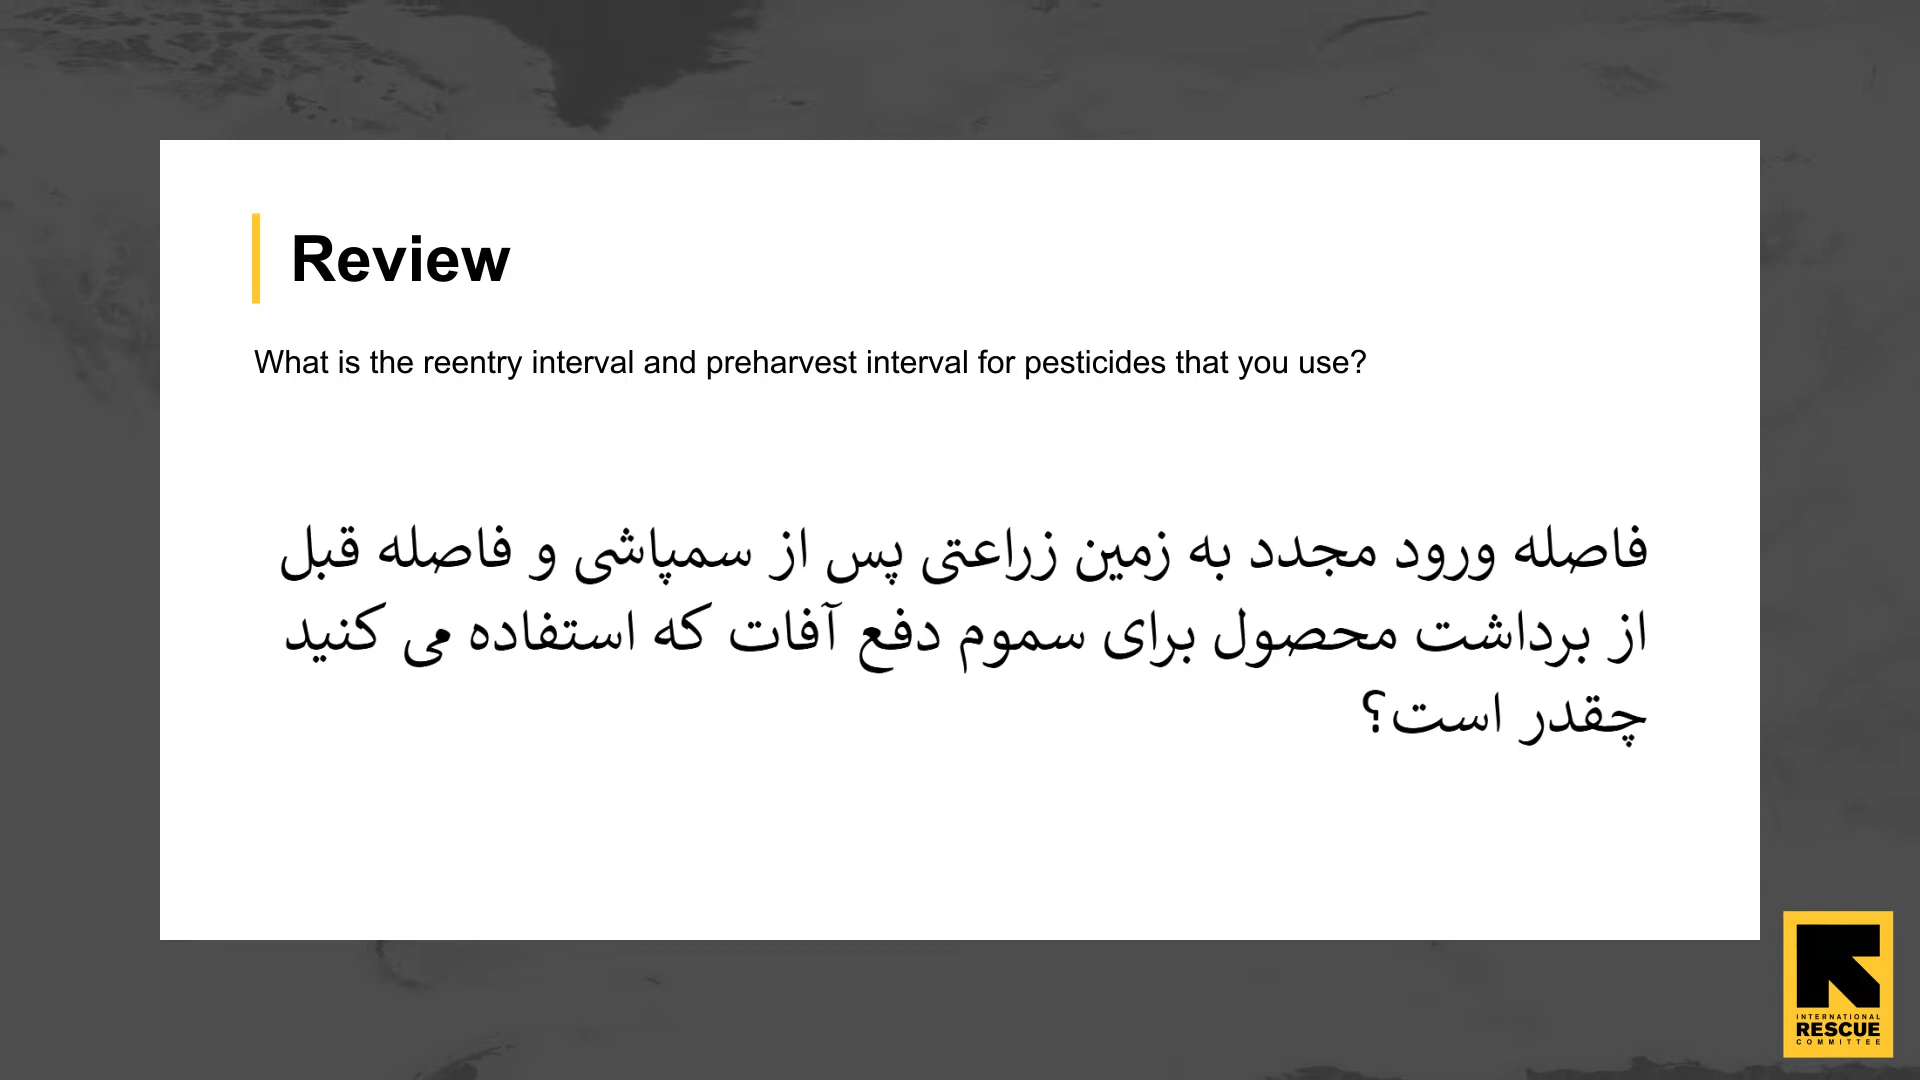 Review
What is the reentry interval and preharvest interval for pesticides that you use?
فاصله ورود مجدد به زمین زراعتی پس از سمپاشی و فاصله قبل
از برداشت محصول برای سموم دفع آفات که استفاده می کنید
چقدر است؟
INTERNATIONAL
RESCUE
COMMITTEE